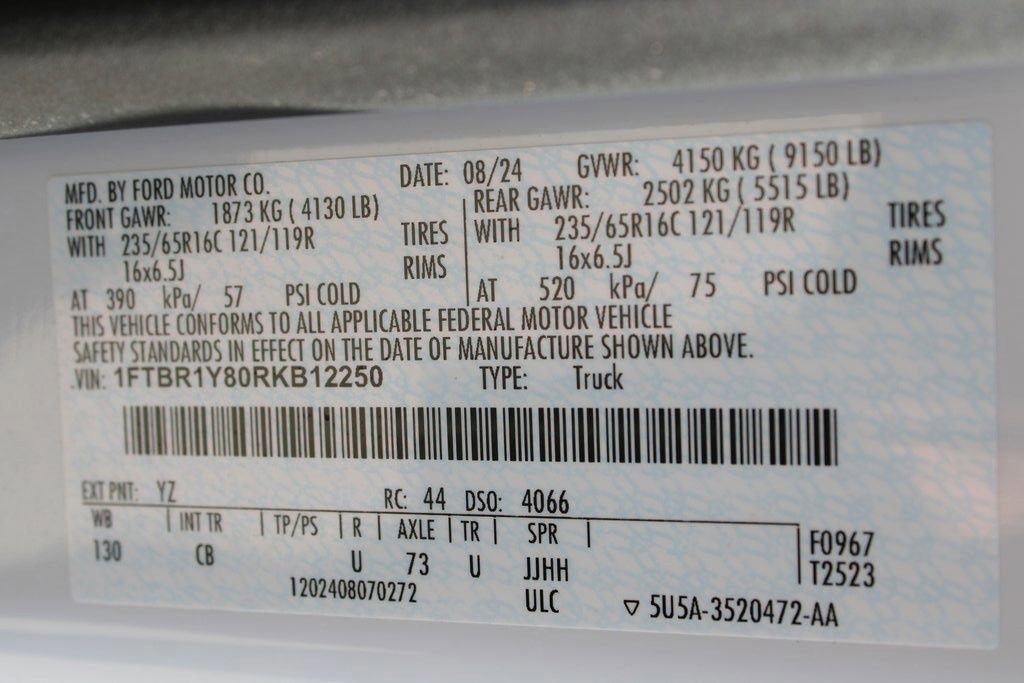 MFD. BY FORD MOTOR CO. DATE: 08/24 GVWR: 4150 KG ( 9150 LB)
FRONT GAWR: 1873 KG ( 4130 LB) REAR GAWR: 2502 KG ( 5515 LB)
WITH 235/65R16C 121/119R TIRES WITH 235/65R16C 121/119R TIRES
16x6.5J RIMS 16x6.5J RIMS
AT 390 kPa/ 57 PSI COLD AT 520 kPa/ 75 PSI COLD
THIS VEHICLE CONFORMS TO ALL APPLICABLE FEDERAL MOTOR VEHICLE
SAFETY STANDARDS IN EFFECT ON THE DATE OF MANUFACTURE SHOWN ABOVE.
VIN: 1FTBR1Y80RKB12250 TYPE: Truck
EXT PNT: YZ RC: 44 DSO: 4066
WB INT TR TP/PS R AXLE TR SPR F0967
130 CB U 73 U JJHH T2523
1202408070272 ULC ▽ 5U5A-3520472-AA